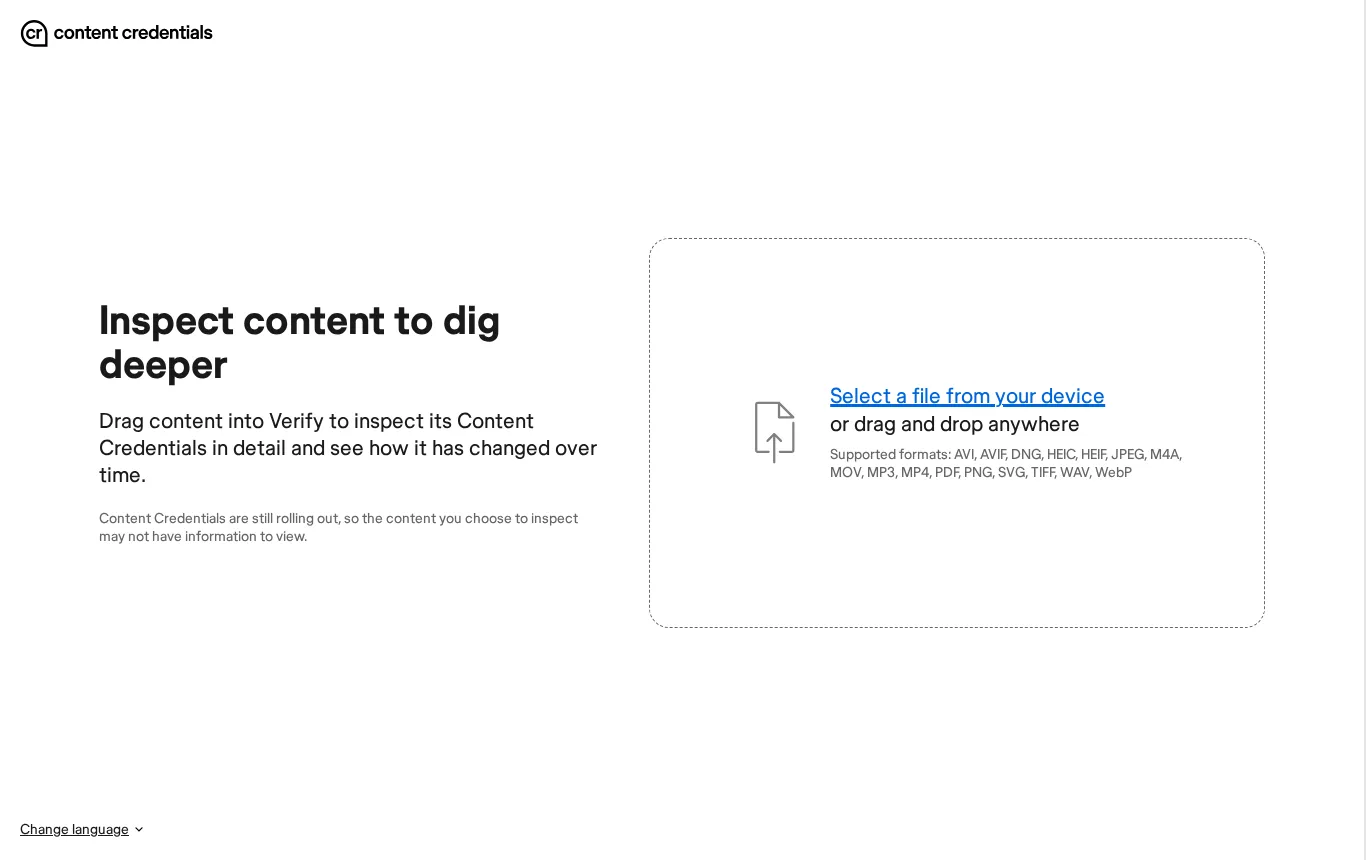 cr content credentials
Inspect content to dig
deeper
Drag content into Verify to inspect its Content
Credentials in detail and see how it has changed over
time.
Content Credentials are still rolling out, so the content you choose to inspect
may not have information to view.
Select a file from your device
or drag and drop anywhere
Supported formats: AVI, AVIF, DNG, HEIC, HEIF, JPEG, M4A,
MOV, MP3, MP4, PDF, PNG, SVG, TIFF, WAV, WebP
Change language